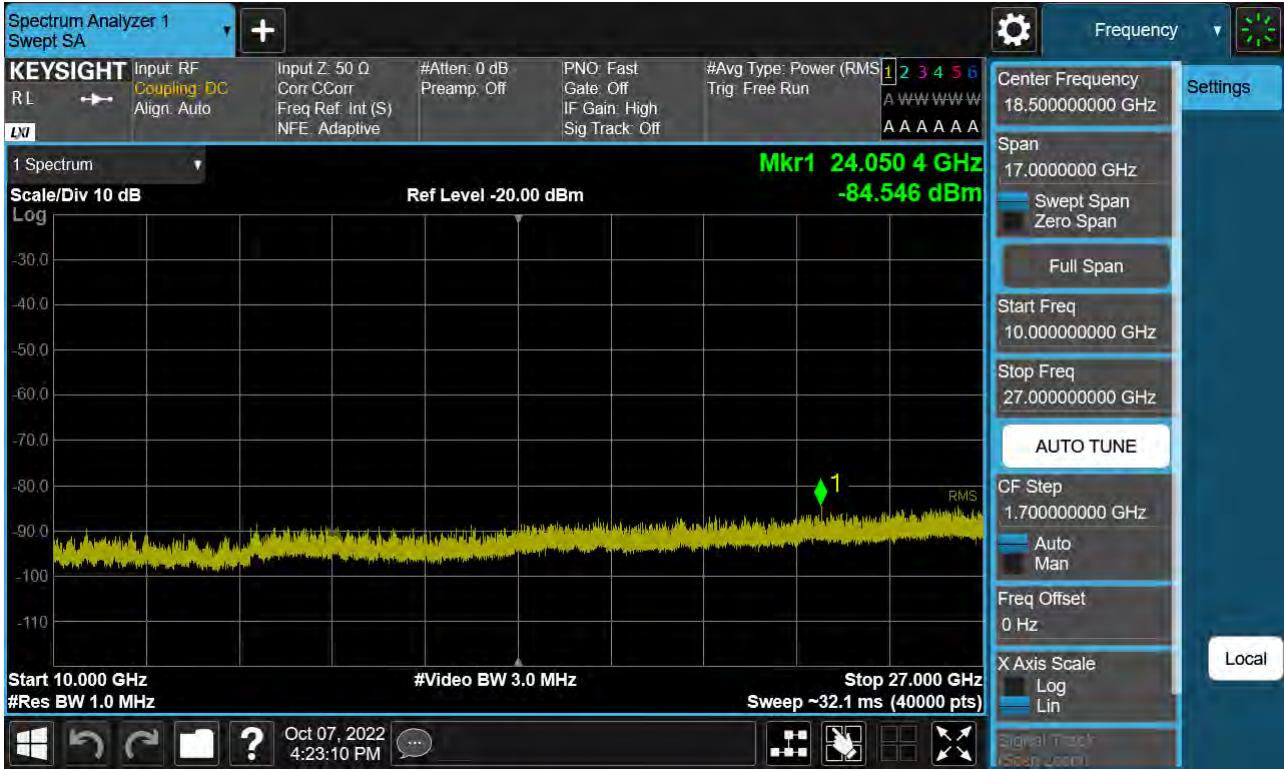 Spectrum Analyzer 1
Swept SA
+
Frequency
KEYSIGHT
RL
LXI
Input: RF
Coupling: DC
Align: Auto
Input Z: 50 Ω
Corr CCorr
Freq Ref: Int (S)
NFE: Adaptive
#Atten: 0 dB
Preamp: Off
PNO: Fast
Gate: Off
IF Gain: High
Sig Track: Off
#Avg Type: Power (RMS
Trig: Free Run
1 2 3 4 5 6
A W W W W W
A A A A A A
1 Spectrum
Mkr1 24.050 4 GHz
-84.546 dBm
Scale/Div 10 dB
Ref Level -20.00 dBm
Log
-30.0
-40.0
-50.0
-60.0
-70.0
-80.0
-90.0
-100
-110
1
RMS
Start 10.000 GHz
#Video BW 3.0 MHz
Stop 27.000 GHz
#Res BW 1.0 MHz
Sweep ~32.1 ms (40000 pts)
Center Frequency
18.500000000 GHz
Span
17.0000000 GHz
Swept Span
Zero Span
Full Span
Start Freq
10.000000000 GHz
Stop Freq
27.000000000 GHz
AUTO TUNE
CF Step
1.700000000 GHz
Auto
Man
Freq Offset
0 Hz
X Axis Scale
Log
Lin
Signal Track
(Span Zoom)
Settings
Local
?
Oct 07, 2022
4:23:10 PM